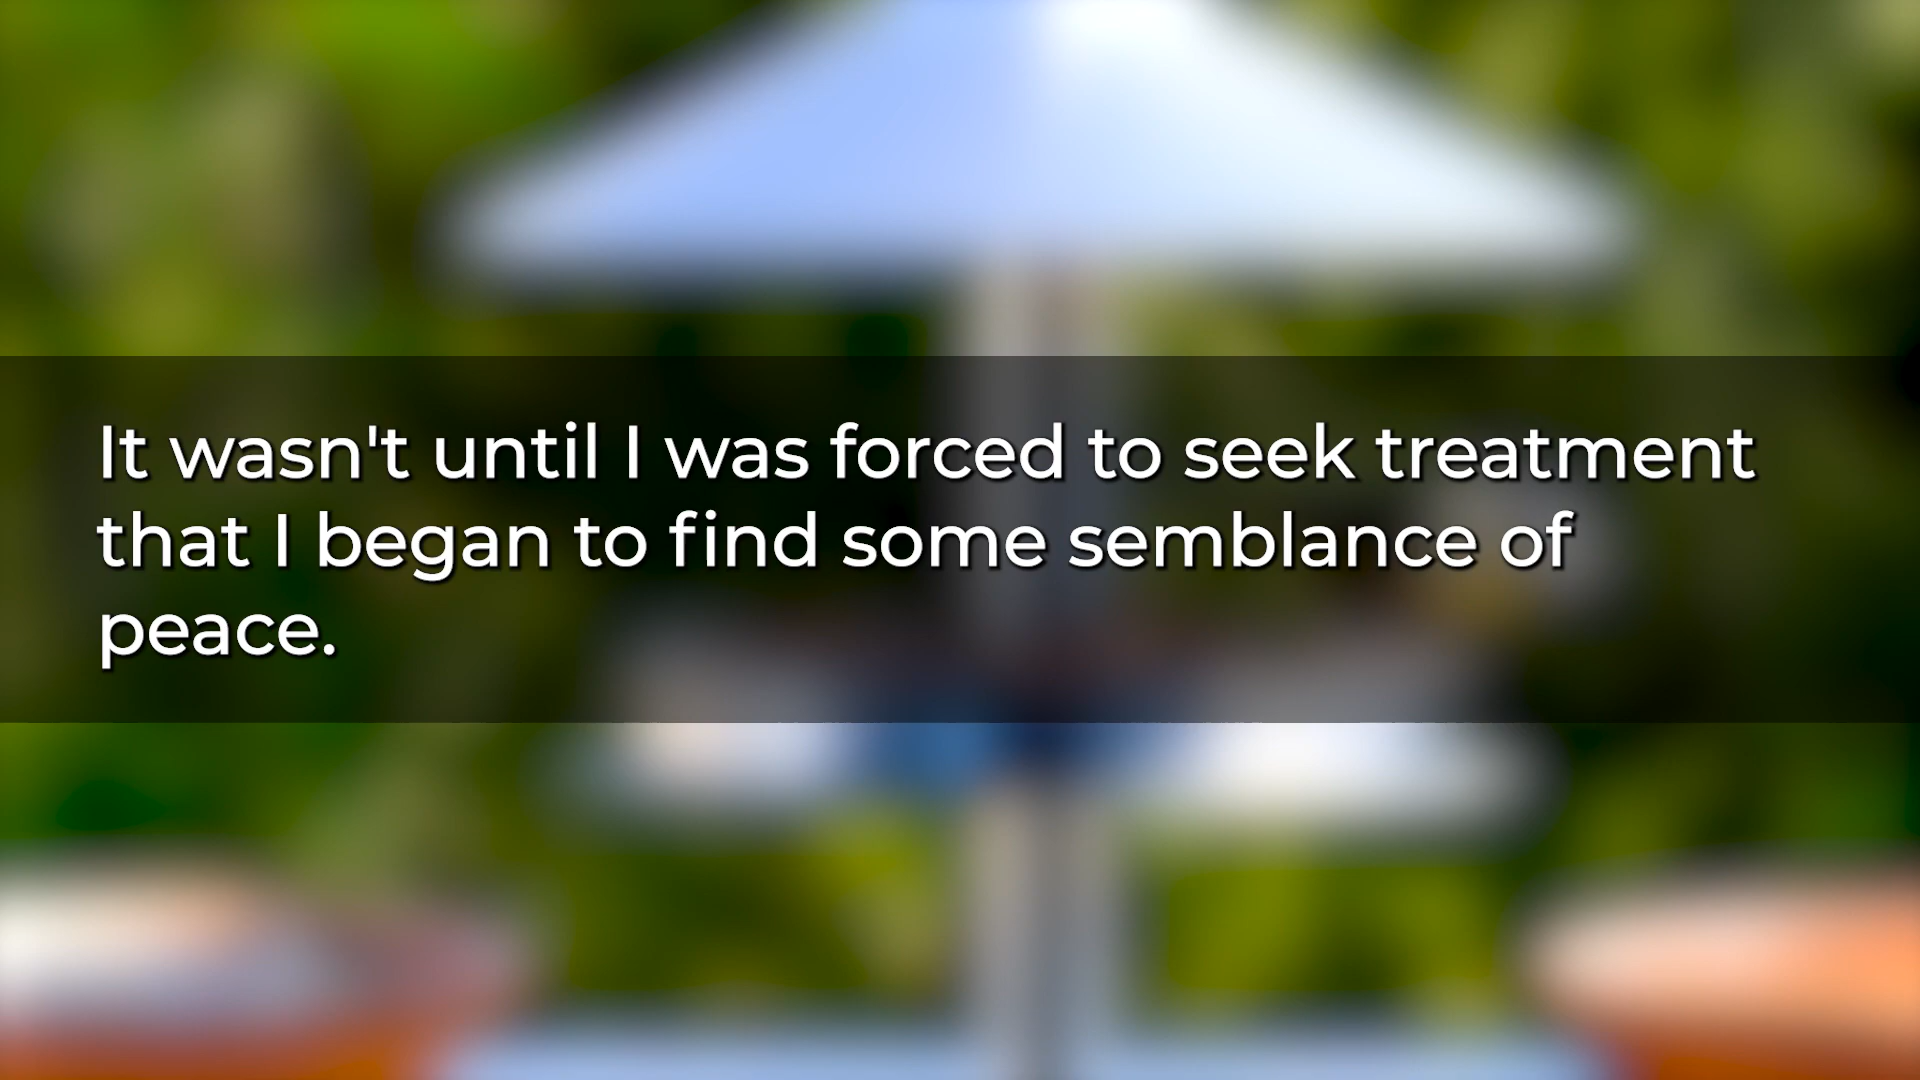 It wasn't until I was forced to seek treatment
that I began to find some semblance of
peace.